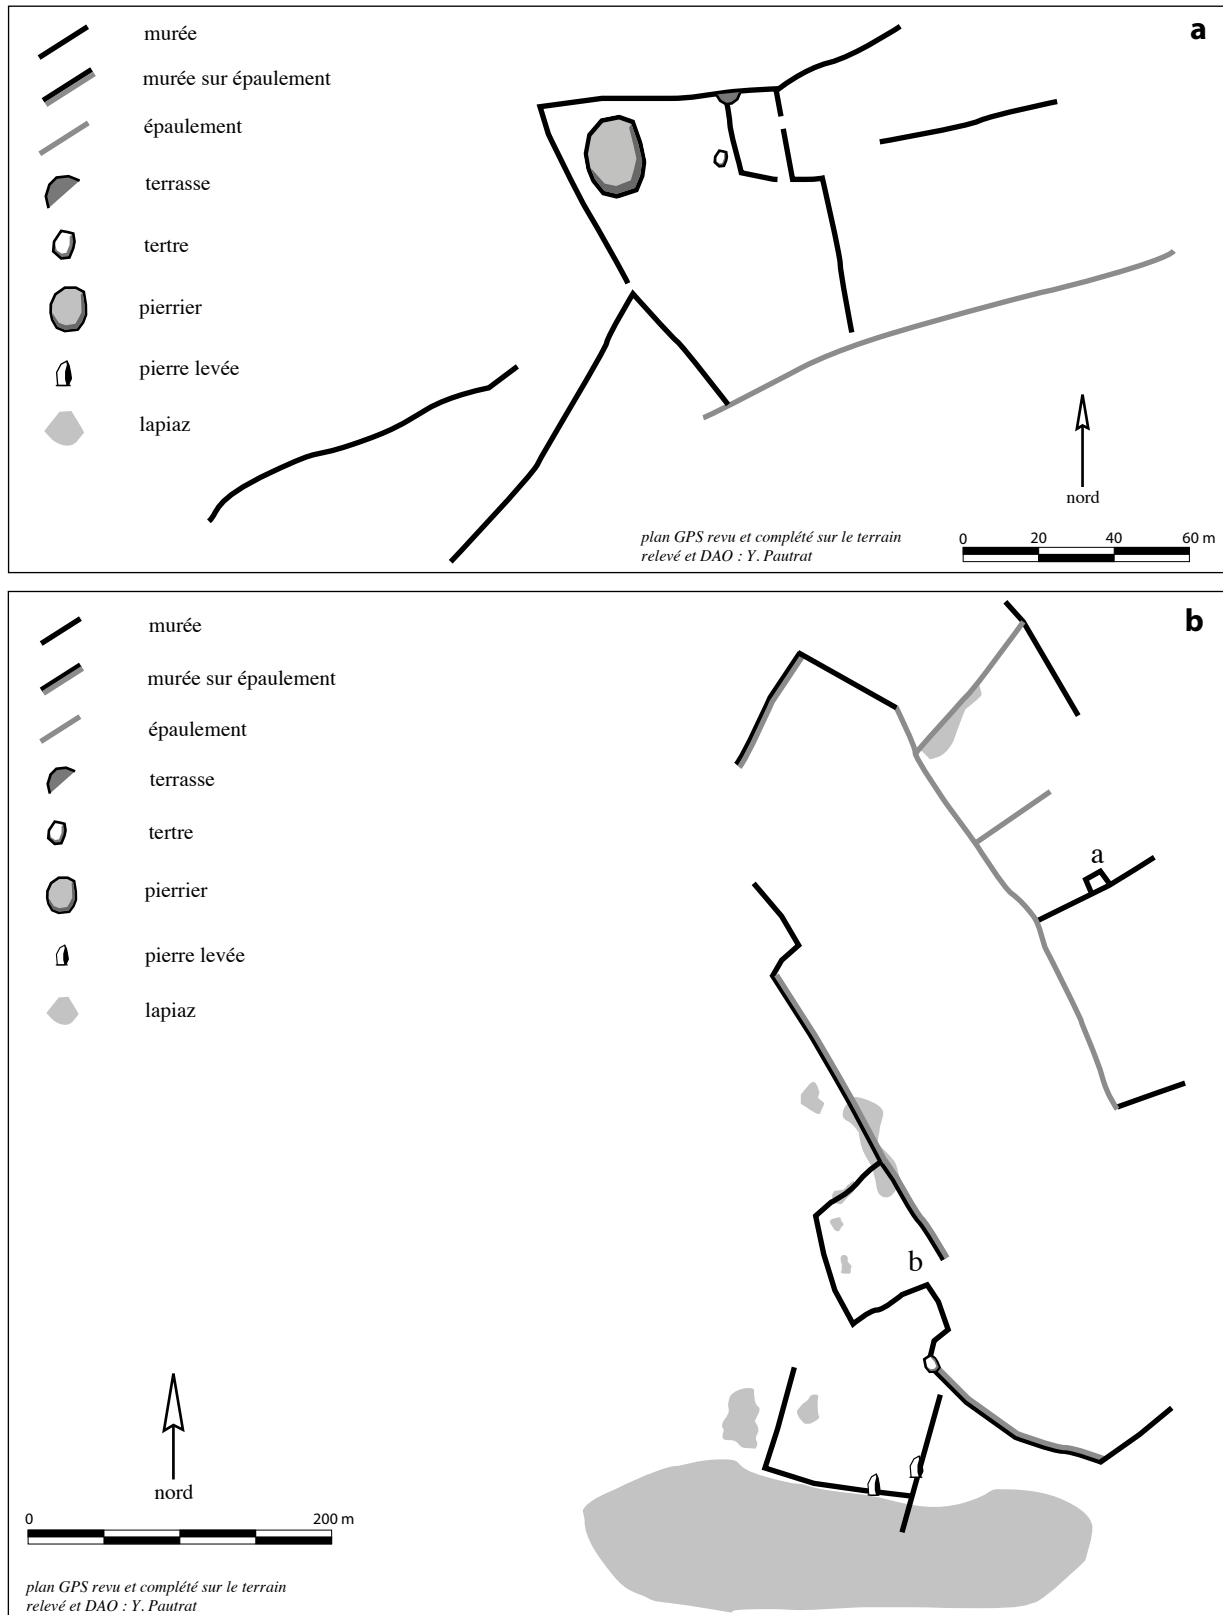 a
murée
murée sur épaulement
épaulement
terrasse
tertre
pierrier
pierre levée
lapiaz
nord
plan GPS revu et complété sur le terrain
relevé et DAO : Y. Pautrat
0 20 40 60 m
b
murée
murée sur épaulement
épaulement
terrasse
tertre
pierrier
pierre levée
lapiaz
a
b
nord
0 200 m
plan GPS revu et complété sur le terrain
relevé et DAO : Y. Pautrat